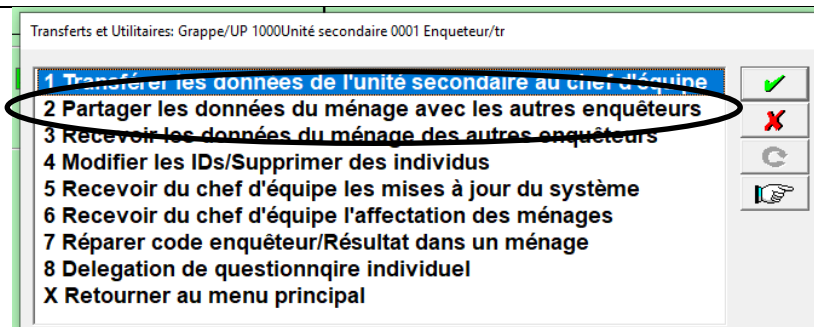 Transferts et Utilitaires: Grappe/UP 1000Unité secondaire 0001 Enqueteur/tr
1 Transférer les données de l'unité secondaire au chef d'équipe
2 Partager les données du ménage avec les autres enquêteurs
3 Recevoir les données du ménage des autres enquêteurs
4 Modifier les IDs/Supprimer des individus
5 Recevoir du chef d'équipe les mises à jour du système
6 Recevoir du chef d'équipe l'affectation des ménages
7 Réparer code enquêteur/Résultat dans un ménage
8 Delegation de questionnqire individuel
X Retourner au menu principal